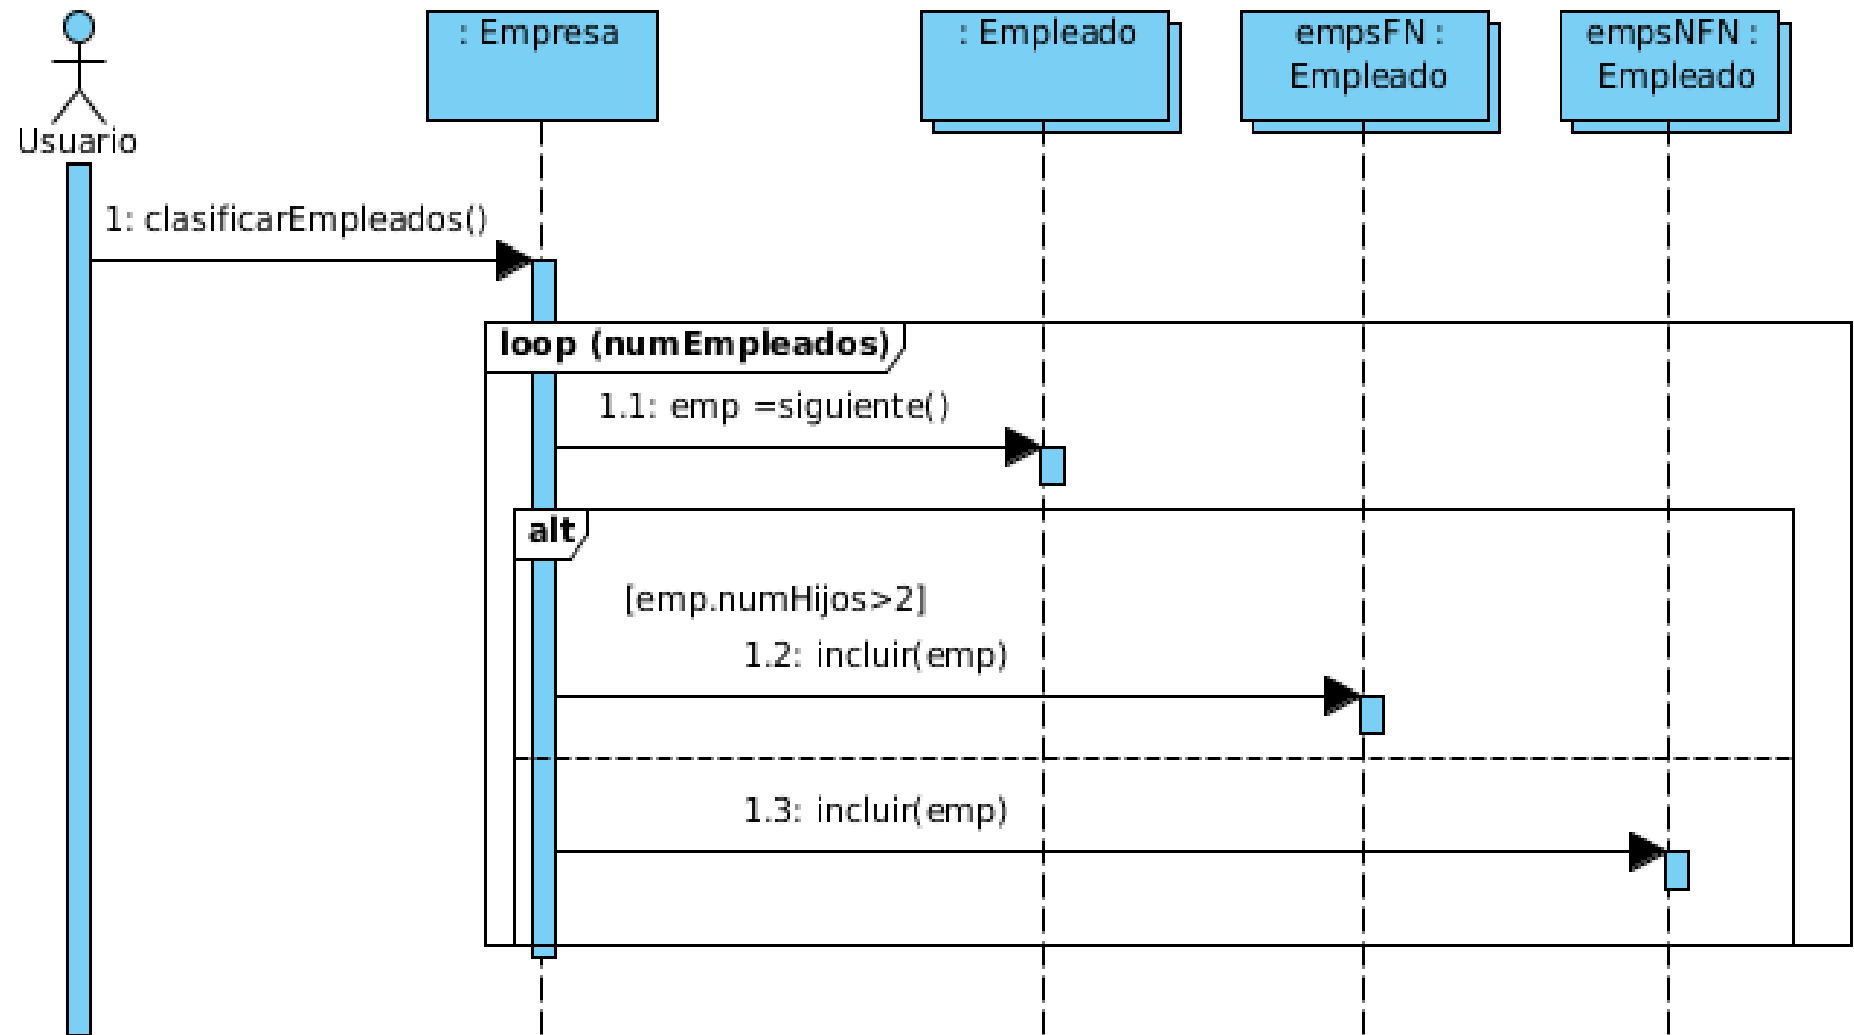 : Empresa
: Empleado
empsFN :
Empleado
empsNFN :
Empleado
Usuario
1: clasificarEmpleados()
loop (numEmpleados)
1.1: emp =siguiente()
alt
[emp.numHijos>2]
1.2: incluir(emp)
1.3: incluir(emp)